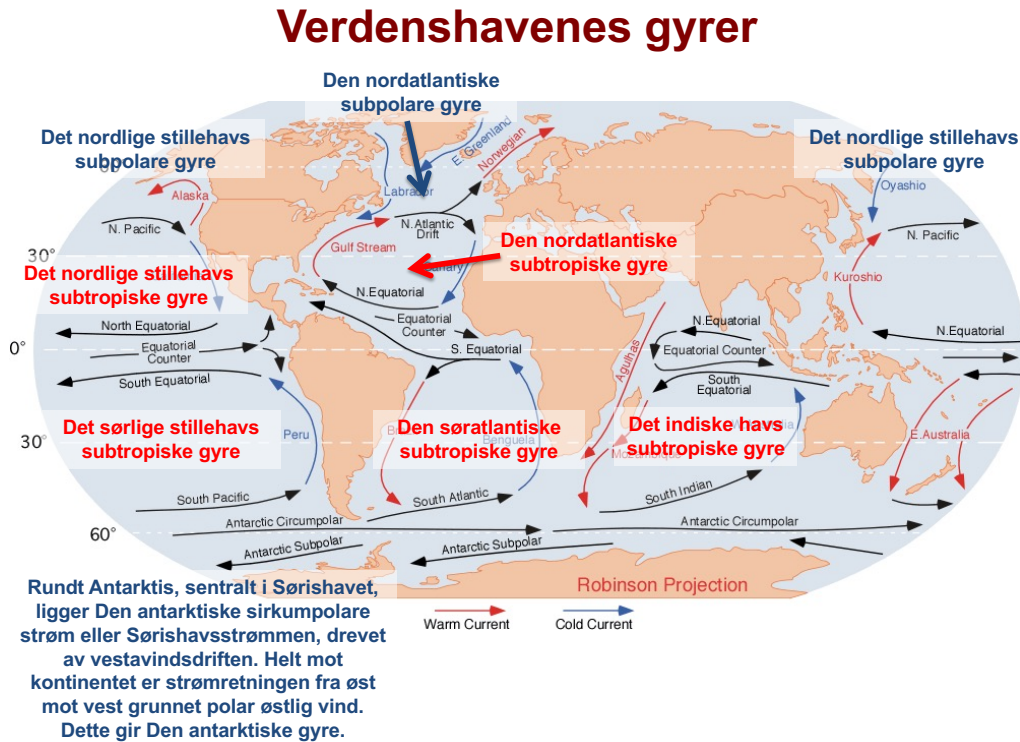 Verdenshavenes gyrer
Den nordatlantiske
subpolare gyre
Det nordlige stillehavs
subpolare gyre
Det nordlige stillehavs
subpolare gyre
E. Greenland
Norwegian
Labrador
Alaska
Oyashio
N. Pacific
N. Atlantic
Drift
Gulf Stream
N. Pacific
Den nordatlantiske
subtropiske gyre
30°
Det nordlige stillehavs
subtropiske gyre
Kuroshio
N.Equatorial
North Equatorial
Equatorial
Counter
Equatorial
Counter
S. Equatorial
South Equatorial
0°
N.Equatorial
Equatorial Counter
South
Equatorial
N.Equatorial
Agulhas
Peru
Det sørlige stillehavs
subtropiske gyre
Den søratlantiske
subtropiske gyre
Benguela
Det indiske havs
subtropiske gyre
Mozambique
E.Australia
30°
South Pacific
South Atlantic
South Indian
Antarctic Circumpolar
Antarctic Circumpolar
60°
Antarctic Subpolar
Antarctic Subpolar
Robinson Projection
Warm Current
Cold Current
Rundt Antarktis, sentralt i Sørishavet,
ligger Den antarktiske sirkumpolare
strøm eller Sørishavsstrømmen, drevet
av vestavindsdriften. Helt mot
kontinentet er strømretningen fra øst
mot vest grunnet polar østlig vind.
Dette gir Den antarktiske gyre.